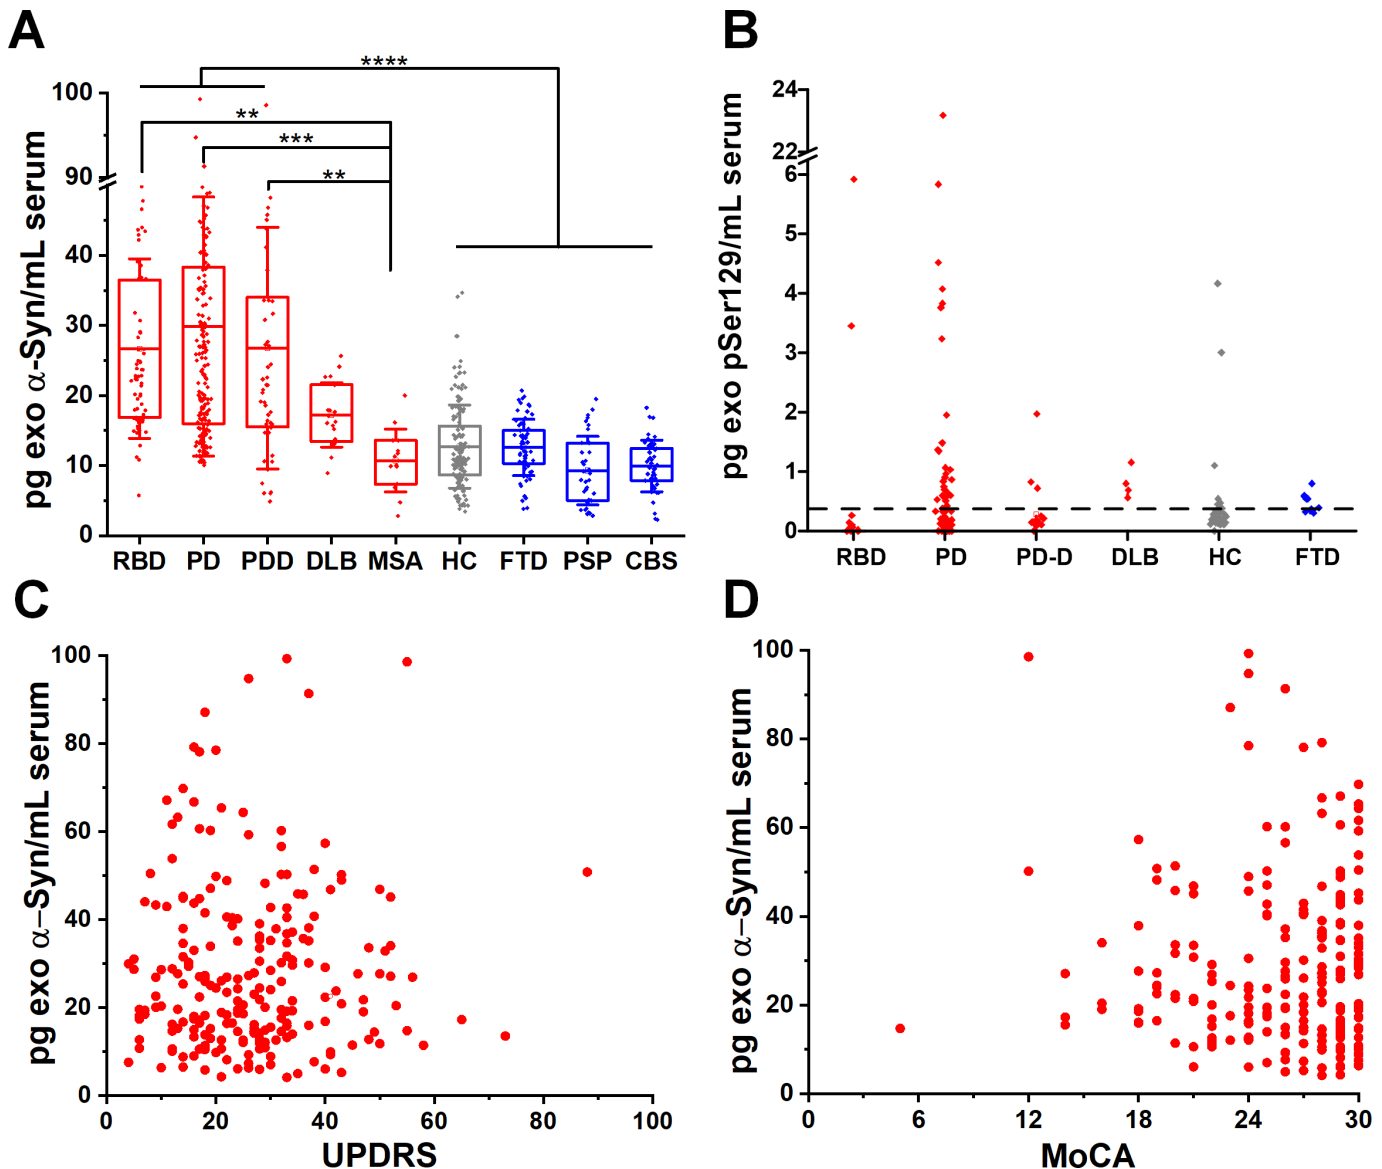 A
B
****
**
***
**
pg exo α-Syn/mL serum
100
90
40
30
20
10
0
RBD PD PDD DLB MSA HC FTD PSP CBS
pg exo pSer129/mL serum
24
22
6
5
4
3
2
1
0
RBD PD PD-D DLB HC FTD
C
D
pg exo α–Syn/mL serum
100
80
60
40
20
0
0 20 40 60 80 100
UPDRS
pg exo α–Syn/mL serum
100
80
60
40
20
0
0 6 12 18 24 30
MoCA